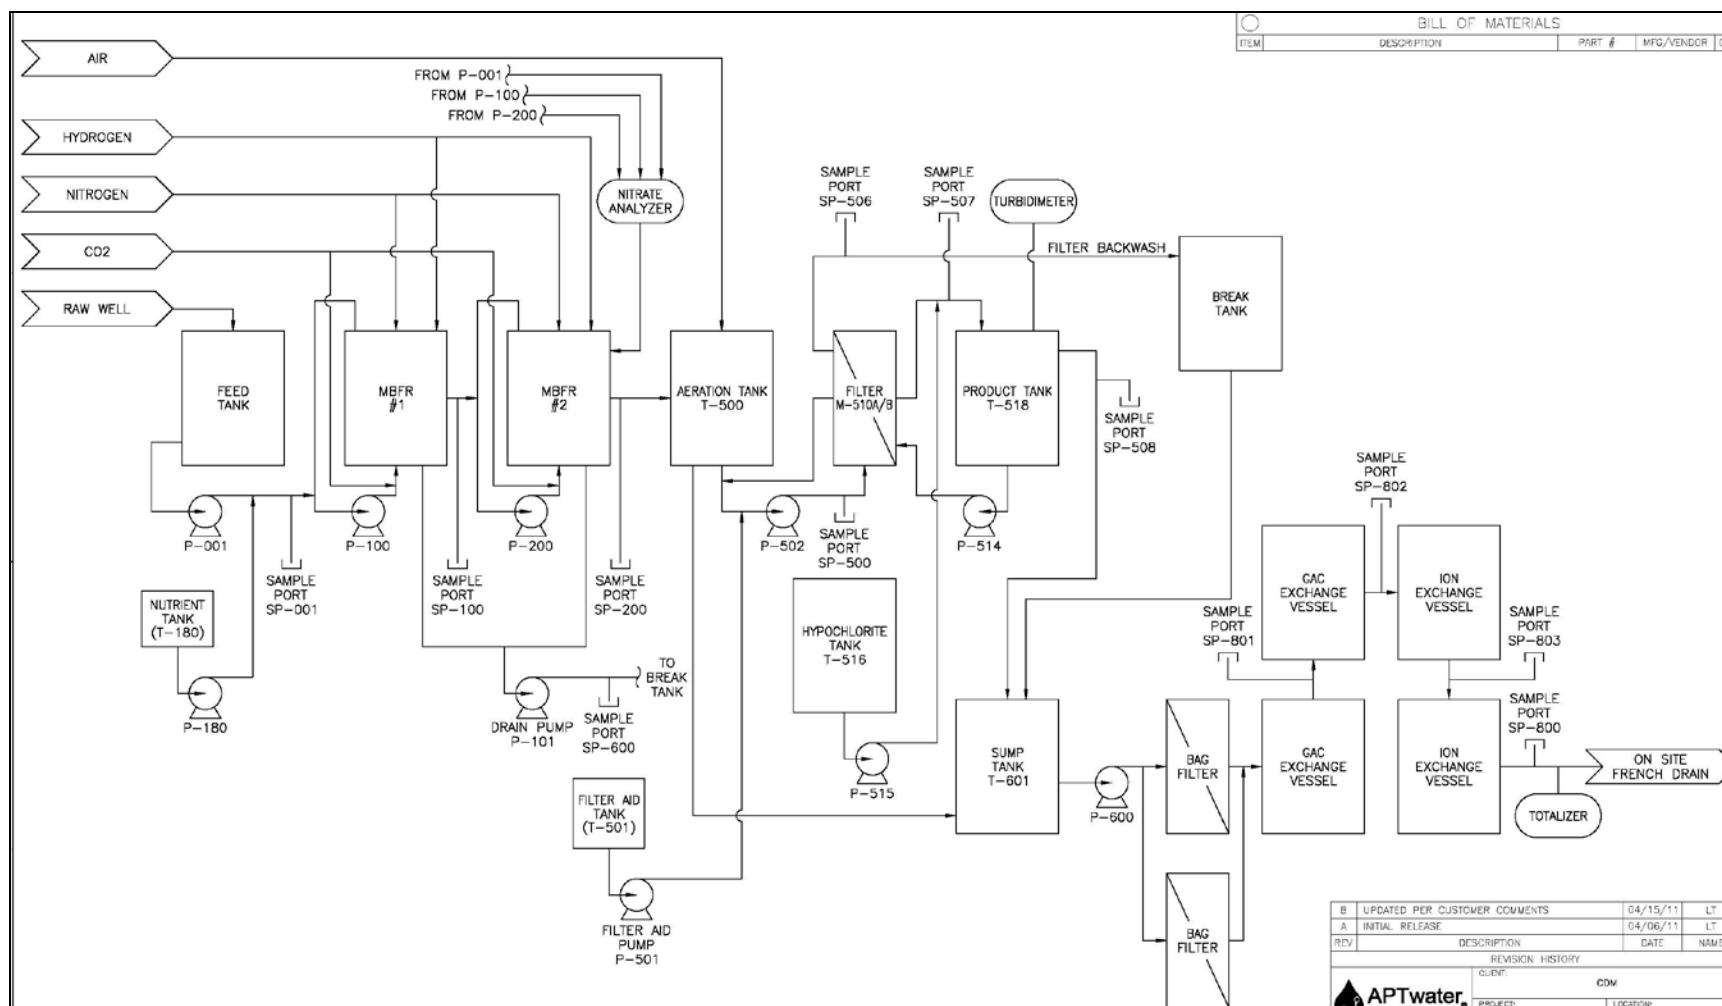 BILL OF MATERIALS
ITEM DESCRIPTION PART # MFG/VENDOR
AIR
FROM P-001
FROM P-100
FROM P-200
HYDROGEN
NITROGEN
NITRATE
ANALYZER
CO2
RAW WELL
SAMPLE
PORT
SP-506
SAMPLE
PORT
SP-507
TURBIDIMETER
FILTER BACKWASH
BREAK
TANK
FEED
TANK
MBFR
#1
MBFR
#2
AERATION TANK
T-500
FILTER
M-510A/B
PRODUCT TANK
T-518
SAMPLE
PORT
SP-508
P-001
P-100
P-200
P-502
P-514
SAMPLE
PORT
SP-001
SAMPLE
PORT
SP-100
SAMPLE
PORT
SP-200
SAMPLE
PORT
SP-500
SAMPLE
PORT
SP-802
NUTRIENT
TANK
(T-180)
P-180
HYPOCHLORITE
TANK
T-516
GAC
EXCHANGE
VESSEL
ION
EXCHANGE
VESSEL
SAMPLE
PORT
SP-801
SAMPLE
PORT
SP-803
TO
BREAK
TANK
DRAIN PUMP
P-101
SAMPLE
PORT
SP-600
P-515
SUMP
TANK
T-601
P-600
BAG
FILTER
GAC
EXCHANGE
VESSEL
ION
EXCHANGE
VESSEL
SAMPLE
PORT
SP-800
ON SITE
FRENCH DRAIN
TOTALIZER
FILTER AID
TANK
(T-501)
FILTER AID
PUMP
P-501
BAG
FILTER
B UPDATED PER CUSTOMER COMMENTS 04/15/11 LT
A INITIAL RELEASE 04/06/11 LT
REV DESCRIPTION DATE NAME
REVISION HISTORY
CLIENT:
CDM
APTwater
PROJECT: LOCATION: